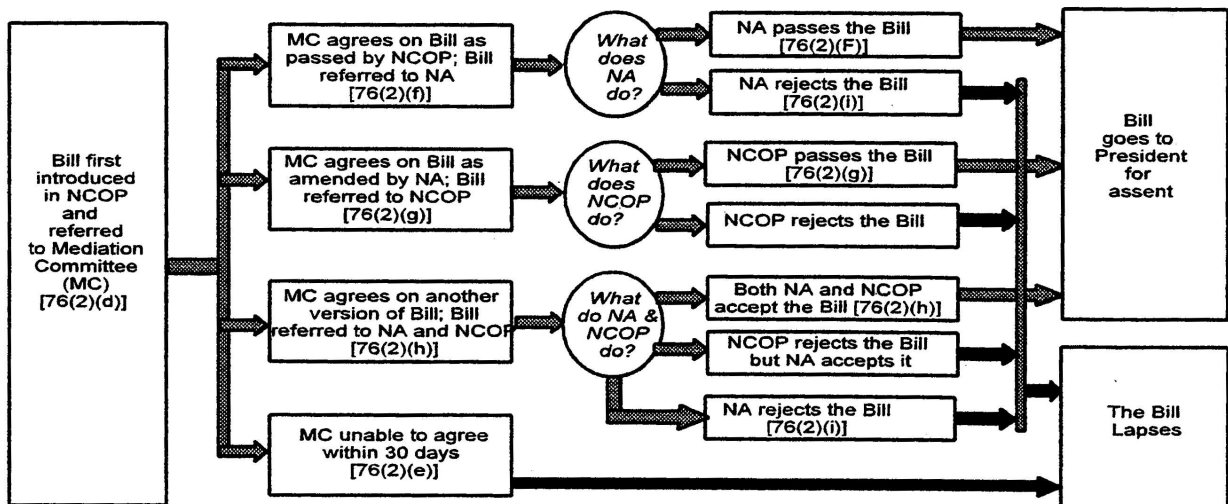 Bill first
introduced
in NCOP
and
referred
to Mediation
Committee
(MC)
[76(2)(d)]
MC agrees on Bill as
passed by NCOP; Bill
referred to NA
[76(2)(f)]
What
does
NA
do?
NA passes the Bill
[76(2)(F)]
NA rejects the Bill
[76(2)(i)]
MC agrees on Bill as
amended by NA; Bill
referred to NCOP
[76(2)(g)]
What
does
NCOP
do?
NCOP passes the Bill
[76(2)(g)]
NCOP rejects the Bill
MC agrees on another
version of Bill; Bill
referred to NA and NCOP
[76(2)(h)]
What
do NA &
NCOP
do?
Both NA and NCOP
accept the Bill [76(2)(h)]
NCOP rejects the Bill
but NA accepts it
NA rejects the Bill
[76(2)(i)]
MC unable to agree
within 30 days
[76(2)(e)]
Bill
goes to
President
for
assent
The Bill
Lapses